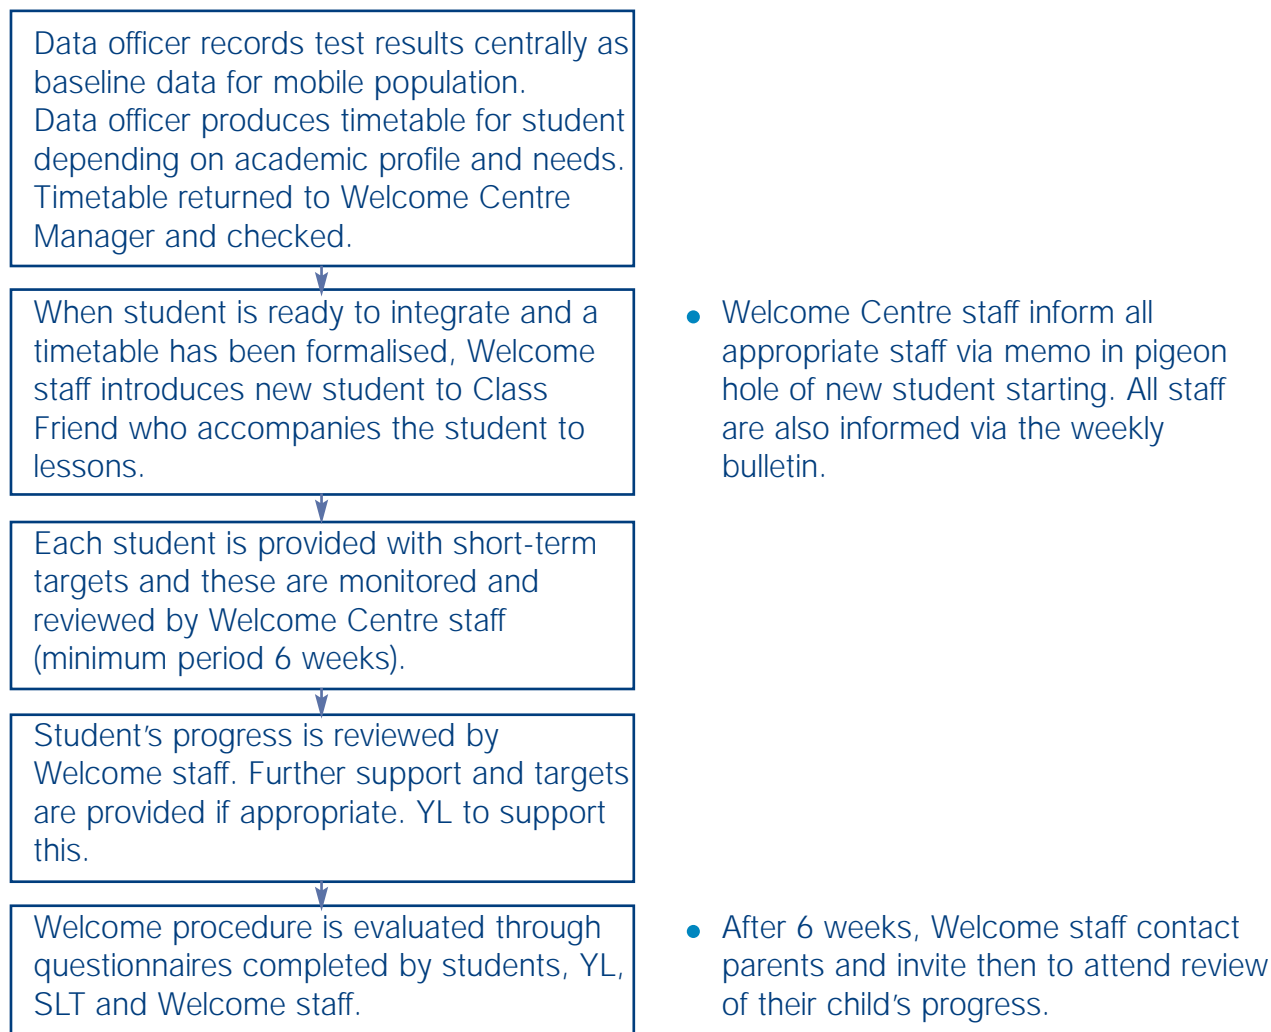 Data officer records test results centrally as
baseline data for mobile population.
Data officer produces timetable for student
depending on academic profile and needs.
Timetable returned to Welcome Centre
Manager and checked.
When student is ready to integrate and a
timetable has been formalised, Welcome
staff introduces new student to Class
Friend who accompanies the student to
lessons.
• Welcome Centre staff inform all
appropriate staff via memo in pigeon
hole of new student starting. All staff
are also informed via the weekly
bulletin.
Each student is provided with short-term
targets and these are monitored and
reviewed by Welcome Centre staff
(minimum period 6 weeks).
Student’s progress is reviewed by
Welcome staff. Further support and targets
are provided if appropriate. YL to support
this.
Welcome procedure is evaluated through
questionnaires completed by students, YL,
SLT and Welcome staff.
• After 6 weeks, Welcome staff contact
parents and invite then to attend review
of their child’s progress.